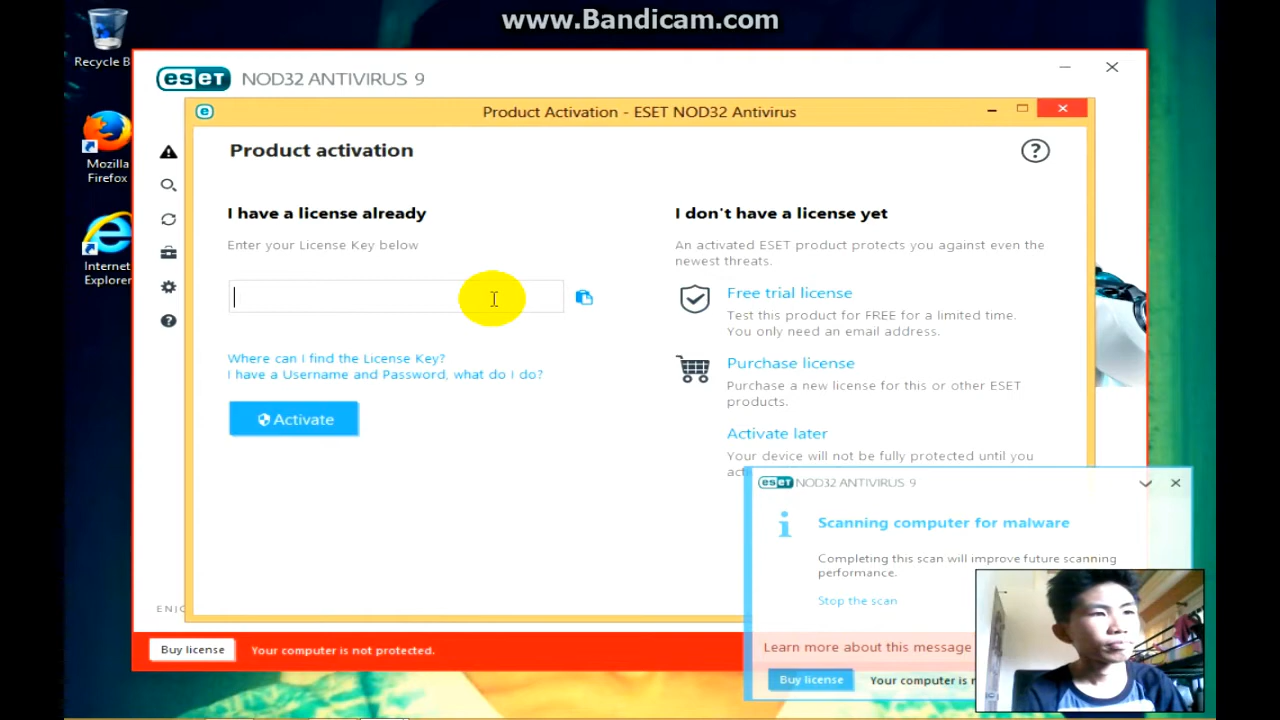 www.Bandicam.com
Recycle B
Mozilla
Firefox
Internet
Explorer
eseT NOD32 ANTIVIRUS 9
e
Product Activation - ESET NOD32 Antivirus
Product activation
?
I have a license already
Enter your License Key below
Where can I find the License Key?
I have a Username and Password, what do I do?
Activate
I don't have a license yet
An activated ESET product protects you against even the
newest threats.
Free trial license
Test this product for FREE for a limited time.
You only need an email address.
Purchase license
Purchase a new license for this or other ESET
products.
Activate later
Your device will not be fully protected until you
eseT NOD32 ANTIVIRUS 9
i
Scanning computer for malware
Completing this scan will improve future scanning
performance.
Stop the scan
Learn more about this message
Buy license
Your computer is
ENJO
Buy license
Your computer is not protected.